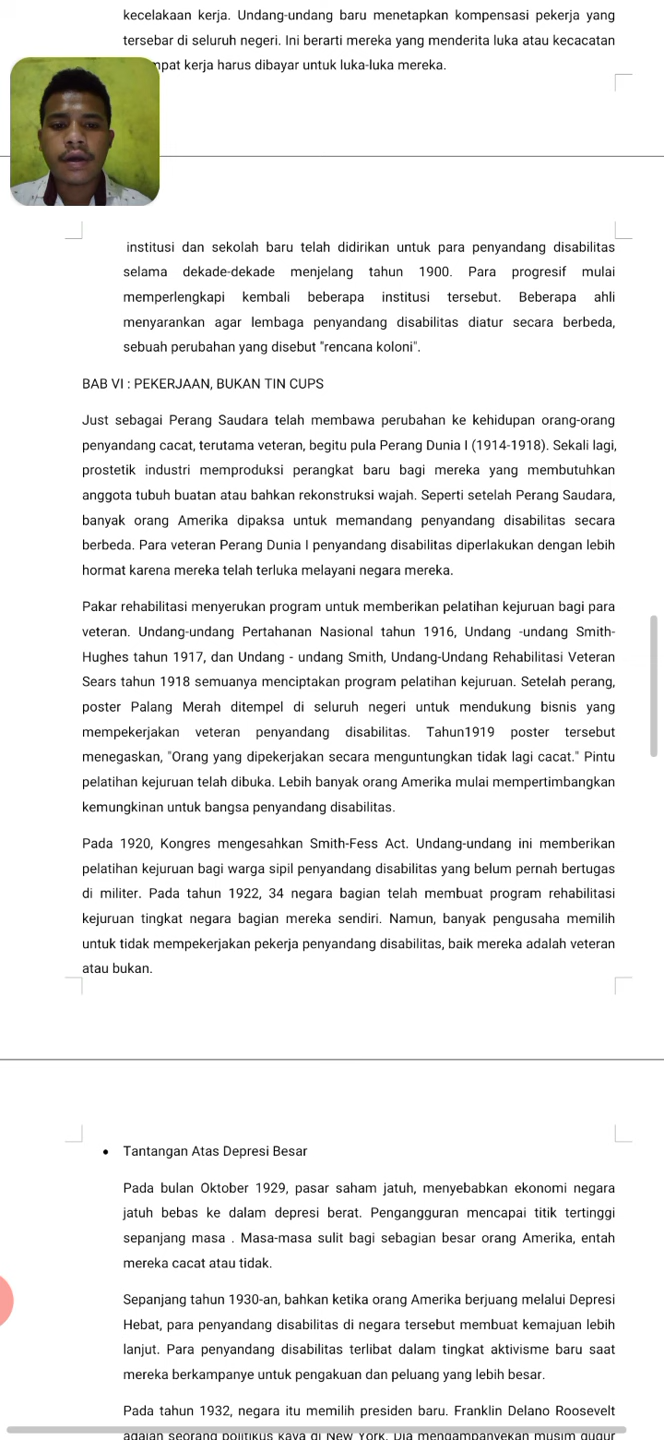 kecelakaan kerja. Undang-undang baru menetapkan kompensasi pekerja yang
tersebar di seluruh negeri. Ini berarti mereka yang menderita luka atau kecacatan
kerja harus dibayar untuk luka-luka mereka.
institusi dan sekolah baru telah didirikan untuk para penyandang disabilitas
selama dekade-dekade menjelang tahun 1900. Para progresif mulai
memperlengkapi kembali beberapa institusi tersebut. Beberapa ahli
menyarankan agar lembaga penyandang disabilitas diatur secara berbeda,
sebuah perubahan yang disebut "rencana koloni".
BAB VI : PEKERJAAN, BUKAN TIN CUPS
Just sebagai Perang Saudara telah membawa perubahan ke kehidupan orang-orang
penyandang cacat, terutama veteran, begitu pula Perang Dunia I (1914-1918). Sekali lagi,
prostetik industri memproduksi perangkat baru bagi mereka yang membutuhkan
anggota tubuh buatan atau bahkan rekonstruksi wajah. Seperti setelah Perang Saudara,
banyak orang Amerika dipaksa untuk memandang penyandang disabilitas secara
berbeda. Para veteran Perang Dunia I penyandang disabilitas diperlakukan dengan lebih
hormat karena mereka telah terluka melayani negara mereka.
Pakar rehabilitasi menyerukan program untuk memberikan pelatihan kejuruan bagi para
veteran. Undang-undang Pertahanan Nasional tahun 1916, Undang -undang Smith-
Hughes tahun 1917, dan Undang - undang Smith, Undang-Undang Rehabilitasi Veteran
Sears tahun 1918 semuanya menciptakan program pelatihan kejuruan. Setelah perang,
poster Palang Merah ditempel di seluruh negeri untuk mendukung bisnis yang
mempekerjakan veteran penyandang disabilitas. Tahun1919 poster tersebut
menegaskan, "Orang yang dipekerjakan secara menguntungkan tidak lagi cacat." Pintu
pelatihan kejuruan telah dibuka. Lebih banyak orang Amerika mulai mempertimbangkan
kemungkinan untuk bangsa penyandang disabilitas.
Pada 1920, Kongres mengesahkan Smith-Fess Act. Undang-undang ini memberikan
pelatihan kejuruan bagi warga sipil penyandang disabilitas yang belum pernah bertugas
di militer. Pada tahun 1922, 34 negara bagian telah membuat program rehabilitasi
kejuruan tingkat negara bagian mereka sendiri. Namun, banyak pengusaha memilih
untuk tidak mempekerjakan pekerja penyandang disabilitas, baik mereka adalah veteran
atau bukan.
• Tantangan Atas Depresi Besar
Pada bulan Oktober 1929, pasar saham jatuh, menyebabkan ekonomi negara
jatuh bebas ke dalam depresi berat. Pengangguran mencapai titik tertinggi
sepanjang masa . Masa-masa sulit bagi sebagian besar orang Amerika, entah
mereka cacat atau tidak.
Sepanjang tahun 1930-an, bahkan ketika orang Amerika berjuang melalui Depresi
Hebat, para penyandang disabilitas di negara tersebut membuat kemajuan lebih
lanjut. Para penyandang disabilitas terlibat dalam tingkat aktivisme baru saat
mereka berkampanye untuk pengakuan dan peluang yang lebih besar.
Pada tahun 1932, negara itu memilih presiden baru. Franklin Delano Roosevelt
adalah seorang politikus kaya di New York. Dia mengampanyekan musim gugur